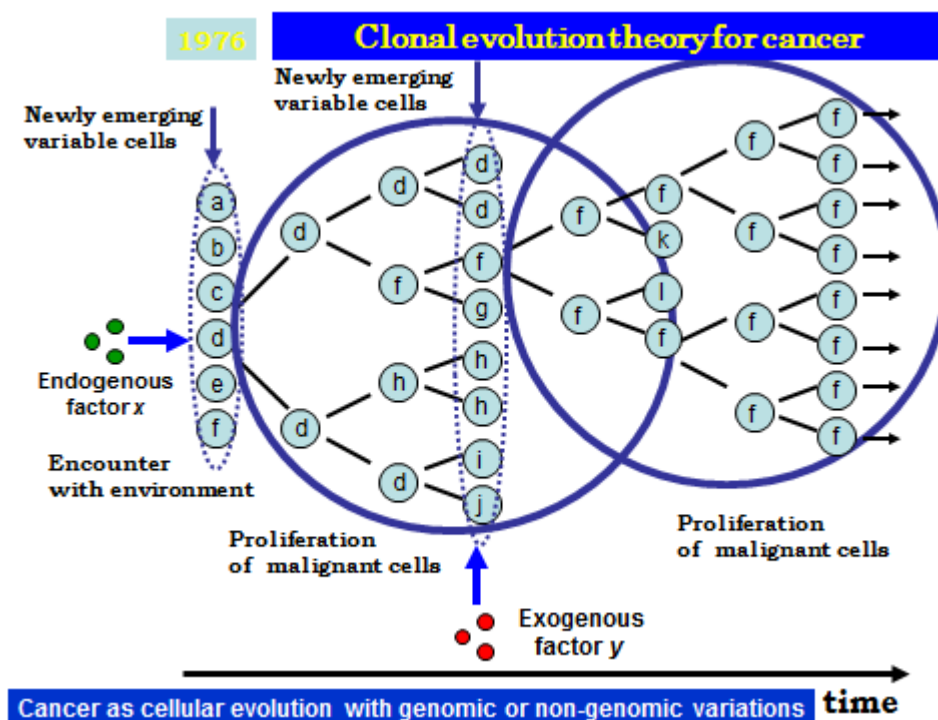 1976
Clonal evolution theory for cancer
Newly emerging
variable cells
Newly emerging
variable cells
a
b
c
d
e
f
d
d
d
f
h
d
d
d
f
g
h
h
i
j
f
f
f
k
l
f
f
f
f
f
f
f
f
f
f
f
f
f
Endogenous
factor x
Encounter
with environment
Proliferation
of malignant cells
Proliferation
of malignant cells
Exogenous
factor y
Cancer as cellular evolution with genomic or non-genomic variations
time